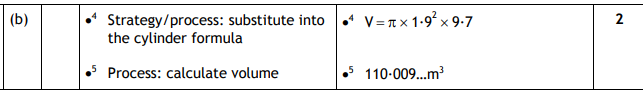 (b) •⁴ Strategy/process: substitute into •⁴ V = π × 1·9² × 9·7 2
the cylinder formula
•⁵ Process: calculate volume •⁵ 110·009...m³